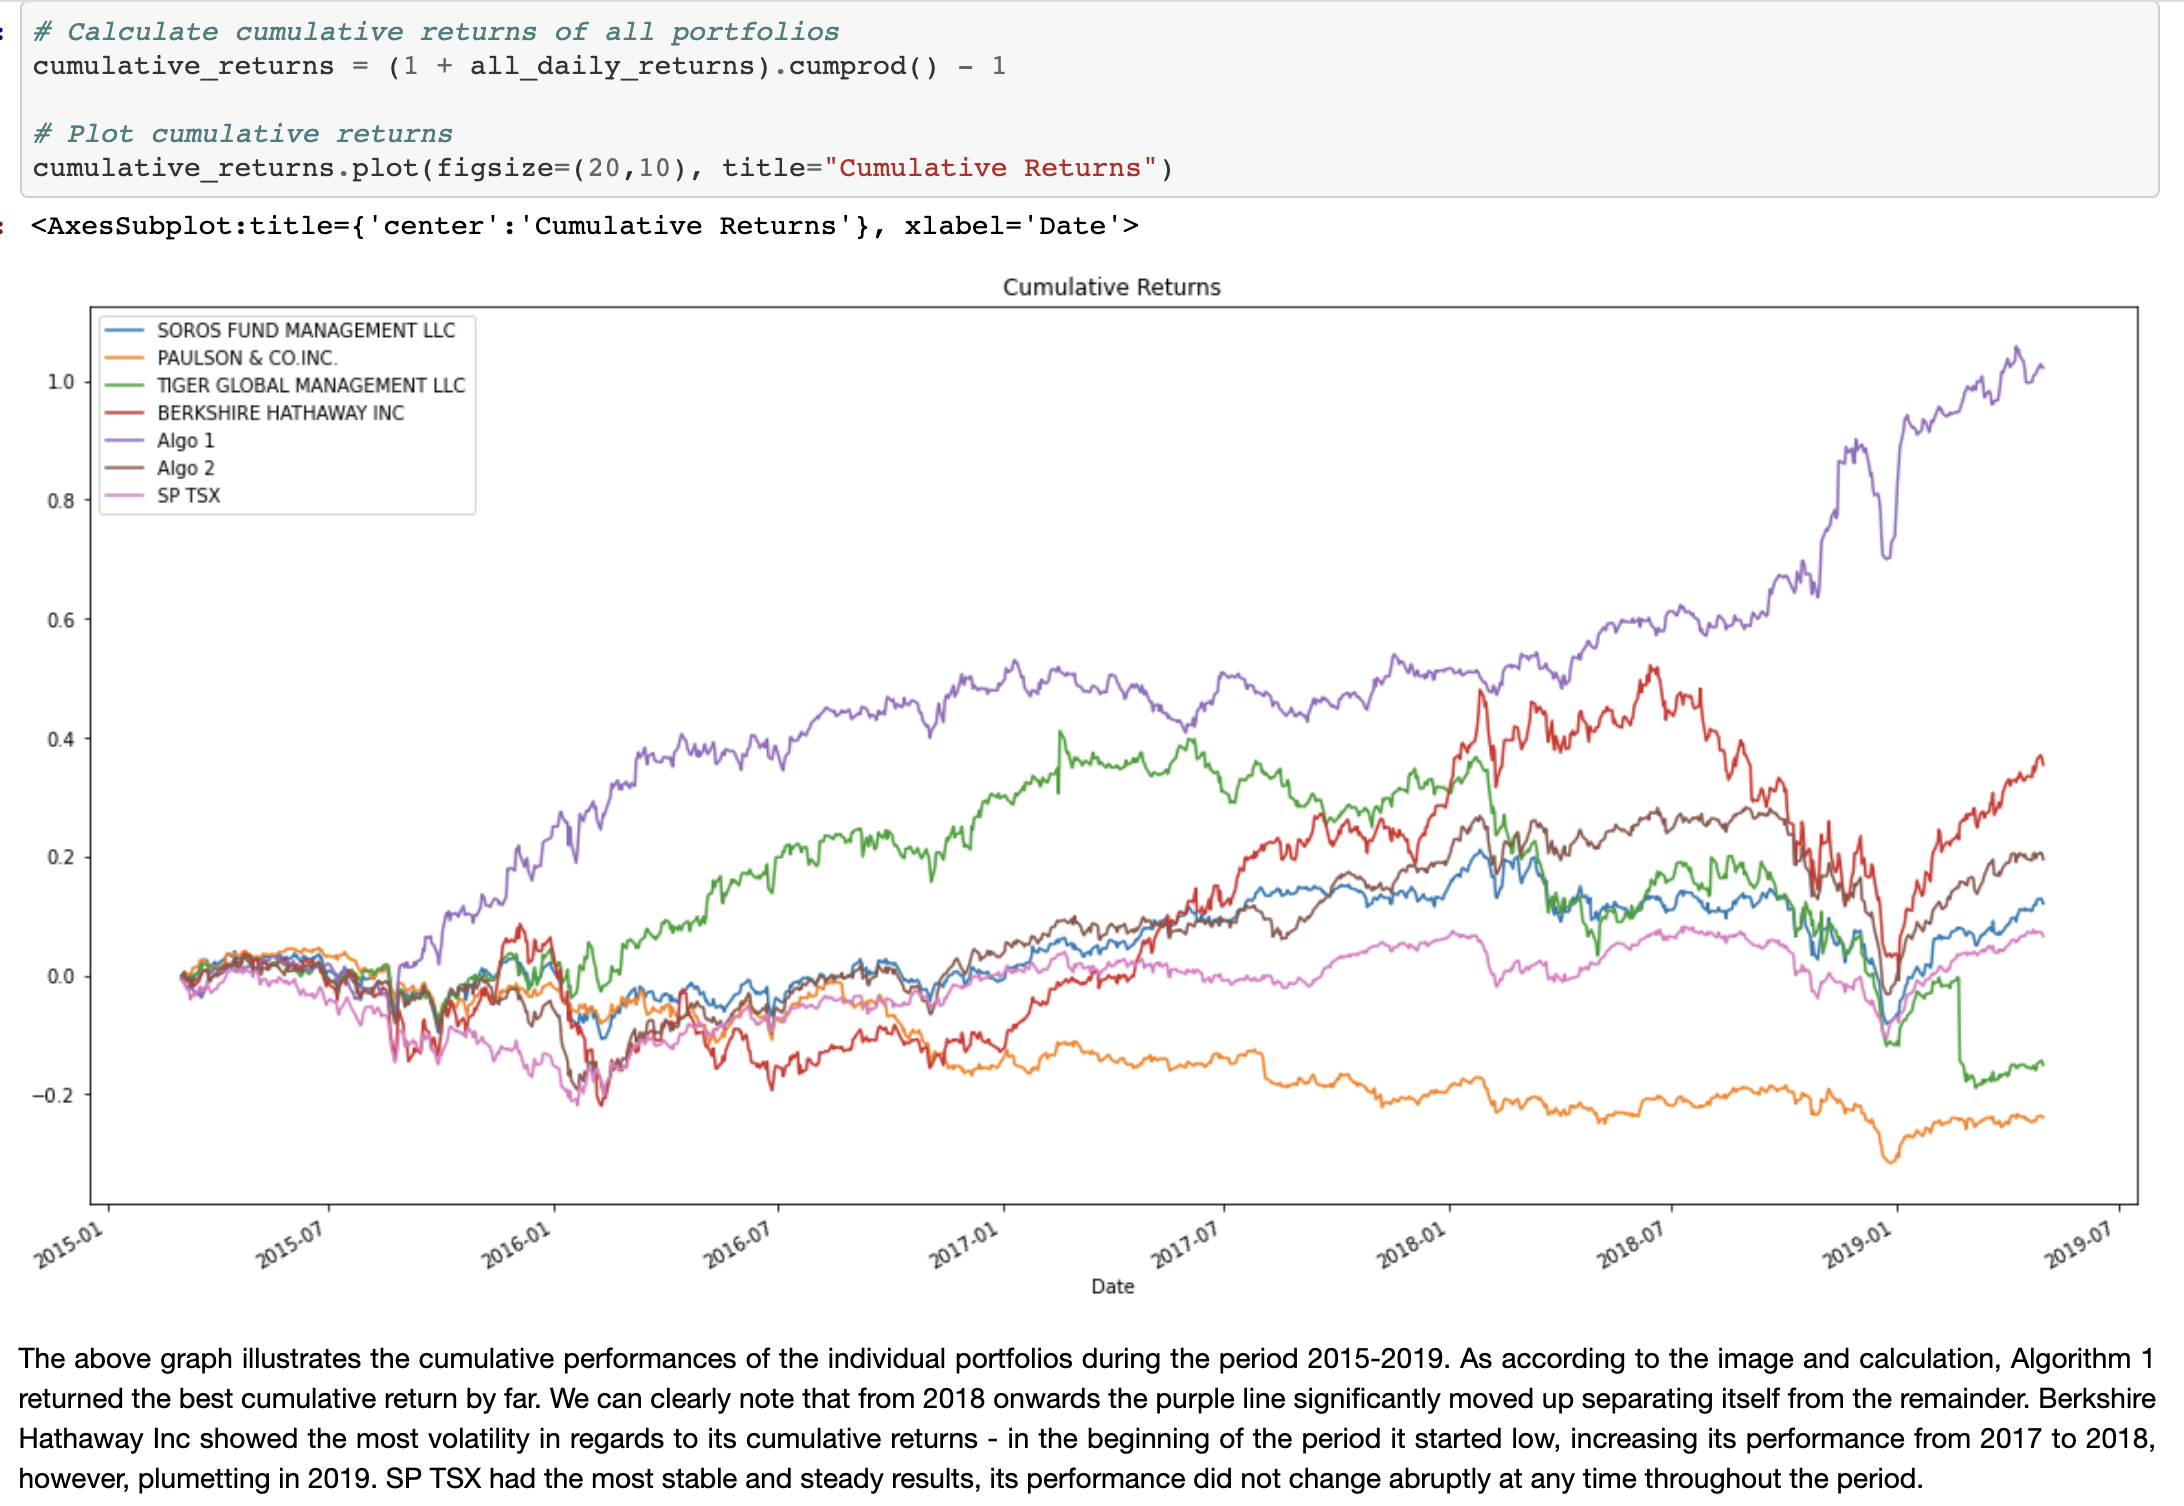 :
# Calculate cumulative returns of all portfolios
cumulative_returns = (1 + all_daily_returns).cumprod() - 1
# Plot cumulative returns
cumulative_returns.plot(figsize=(20,10), title="Cumulative Returns")
:
<AxesSubplot:title={'center':'Cumulative Returns'}, xlabel='Date'>
Cumulative Returns
SOROS FUND MANAGEMENT LLC
PAULSON & CO.INC.
TIGER GLOBAL MANAGEMENT LLC
BERKSHIRE HATHAWAY INC
Algo 1
Algo 2
SP TSX
1.0
0.8
0.6
0.4
0.2
0.0
−0.2
2015-01
2015-07
2016-01
2016-07
2017-01
2017-07
2018-01
2018-07
2019-01
2019-07
Date
The above graph illustrates the cumulative performances of the individual portfolios during the period 2015-2019. As according to the image and calculation, Algorithm 1
returned the best cumulative return by far. We can clearly note that from 2018 onwards the purple line significantly moved up separating itself from the remainder. Berkshire
Hathaway Inc showed the most volatility in regards to its cumulative returns - in the beginning of the period it started low, increasing its performance from 2017 to 2018,
however, plumetting in 2019. SP TSX had the most stable and steady results, its performance did not change abruptly at any time throughout the period.